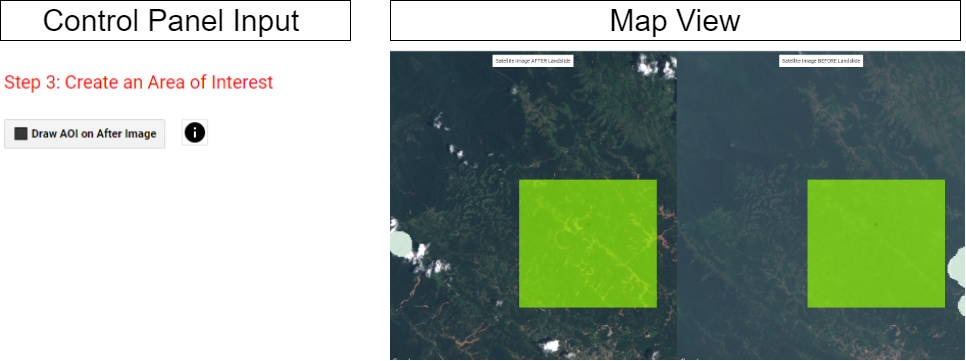 Control Panel Input
Map View
Step 3: Create an Area of Interest
Draw AOI on After Image
Satellite Image AFTER Landslide
Satellite Image BEFORE Landslide